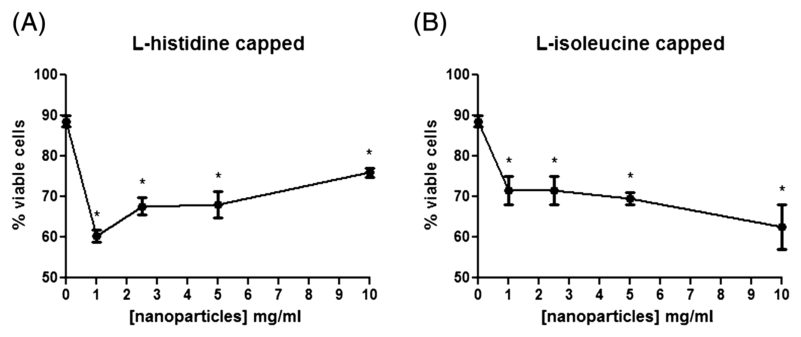 (A)
L-histidine capped
% viable cells
100
90
80
70
60
50
* * * *
0 1 2 3 4 5 6 7 8 9 10
[nanoparticles] mg/ml
(B)
L-isoleucine capped
% viable cells
100
90
80
70
60
50
* * * *
0 1 2 3 4 5 6 7 8 9 10
[nanoparticles] mg/ml